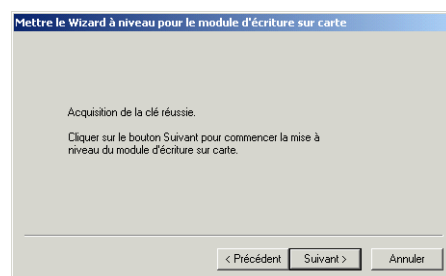 Mettre le Wizard à niveau pour le module d'écriture sur carte
Acquisition de la clé réussie.
Cliquer sur le bouton Suivant pour commencer la mise à
niveau du module d'écriture sur carte.
< Précédent Suivant > Annuler